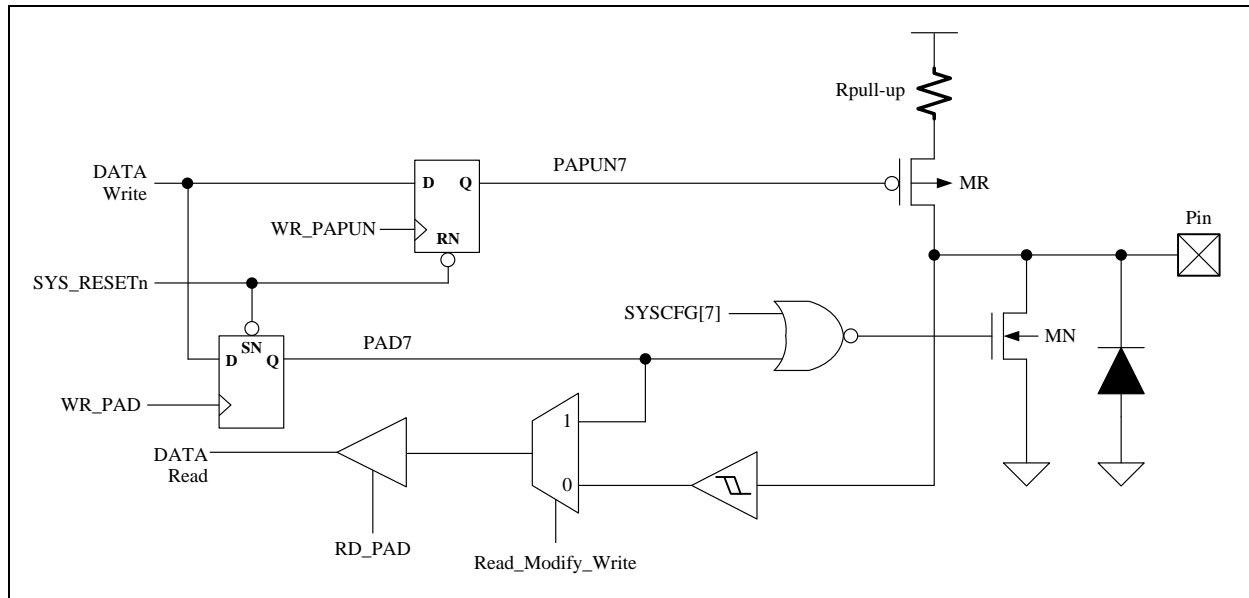 Rpull-up
DATA
Write
D
Q
PAPUN7
MR
WR_PAPUN
RN
Pin
SYS_RESETn
SYSCFG[7]
SN
D
Q
PAD7
MN
WR_PAD
1
DATA
Read
0
RD_PAD
Read_Modify_Write